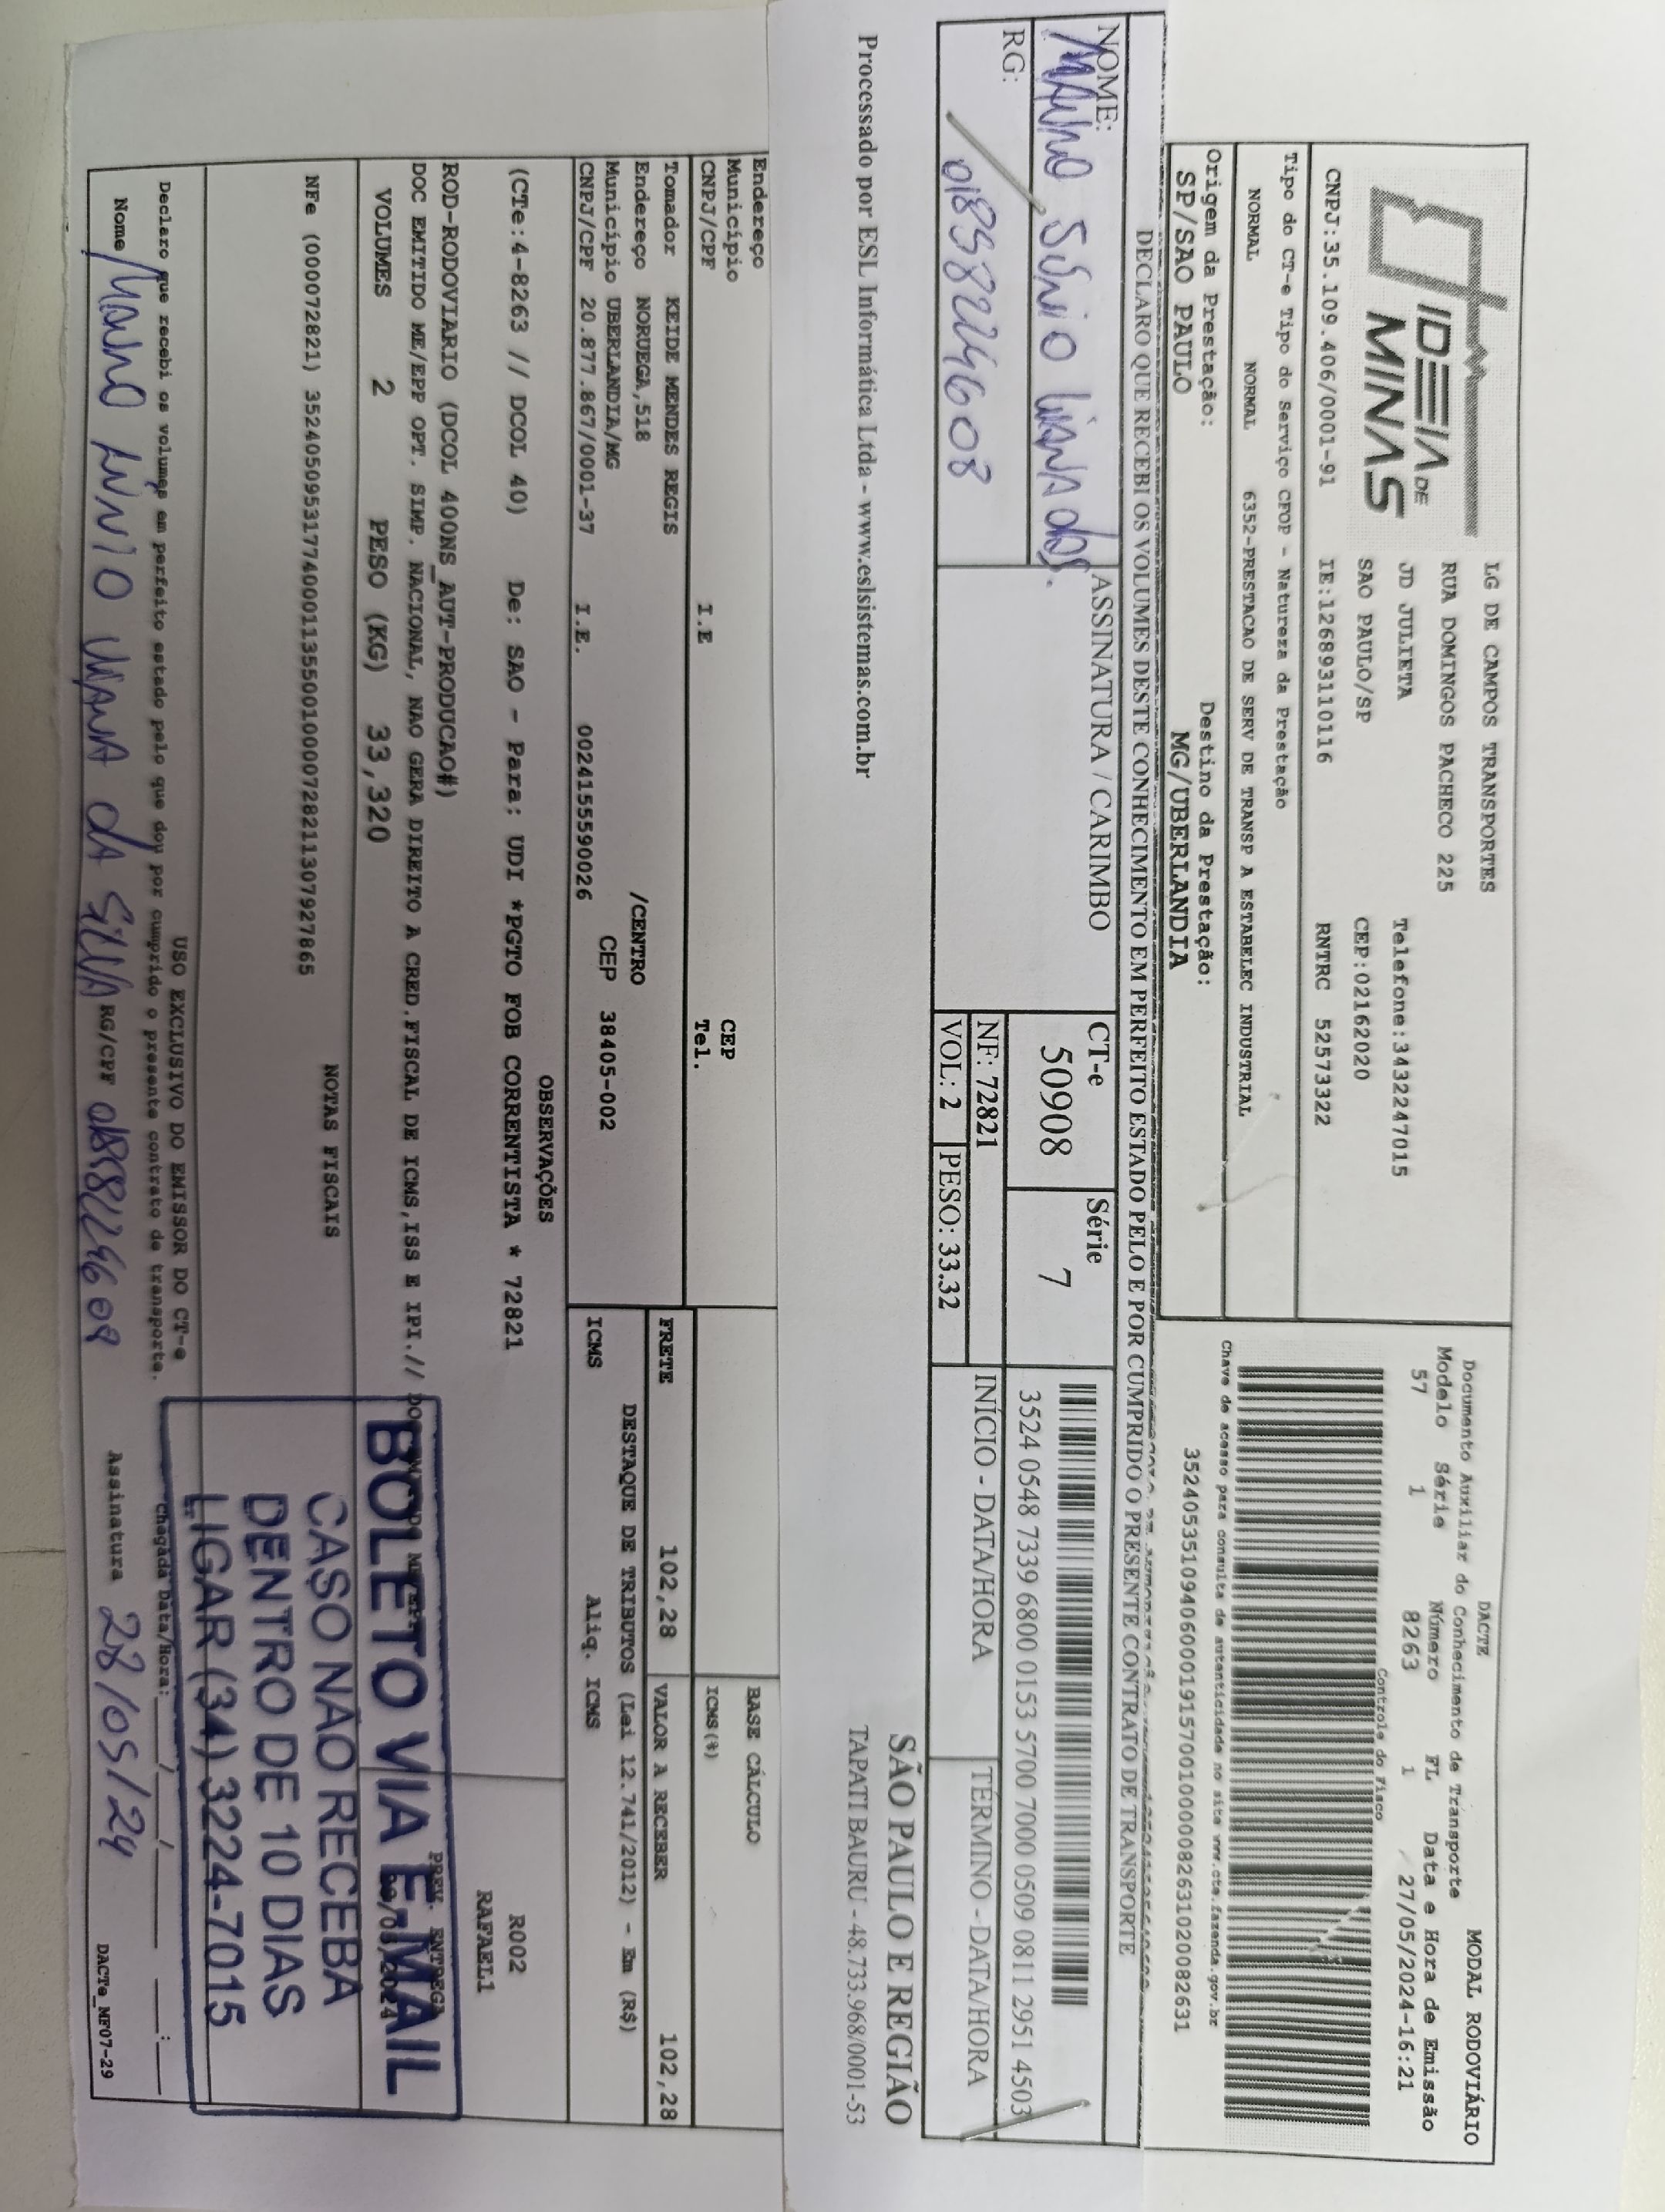 IDEIA DE
MINAS
LG DE CAMPOS TRANSPORTES
RUA DOMINGOS PACHECO 225
JD JULIETA Telefone:3432247015
SAO PAULO/SP CEP:02162020
CNPJ:35.109.406/0001-91 IE:126893110116 RNTRC 52573322
DACTE MODAL RODOVIÁRIO
Documento Auxiliar do Conhecimento de Transporte
Modelo Série Número FL Data e Hora de Emissão
57 1 8263 1 27/05/2024-16:21
Controle do Fisco
Chave de acesso para consulta de autenticidade no site www.cte.fazenda.gov.br
35240535109406000191570010000082631020082631
Tipo do CT-e Tipo do Serviço CFOP - Natureza da Prestação
NORMAL NORMAL 6352-PRESTACAO DE SERV DE TRANSP A ESTABELEC INDUSTRIAL
Origem da Prestação: Destino da Prestação:
SP/SAO PAULO MG/UBERLANDIA
DECLARO QUE RECEBI OS VOLUMES DESTE CONHECIMENTO EM PERFEITO ESTADO PELO E POR CUMPRIDO O PRESENTE CONTRATO DE TRANSPORTE
NOME:
RG:
01898224608
ASSINATURA / CARIMBO
CT-e Série
50908 7
NF: 72821
VOL: 2 PESO: 33.32
3524 0548 7339 6800 0153 5700 7000 0509 0811 2951 4503
INÍCIO - DATA/HORA TÉRMINO - DATA/HORA
SÃO PAULO E REGIÃO
Processado por ESL Informática Ltda - www.eslsistemas.com.br TAPATI BAURU - 48.733.968/0001-53
Endereço
Município CEP
CNPJ/CPF I.E Tel.
BASE CÁLCULO
ICMS($)
Tomador KEIDE MENDES REGIS
Endereço NORUEGA,518 /CENTRO
Município UBERLANDIA/MG CEP 38405-002
CNPJ/CPF 20.877.867/0001-37 I.E. 0024155590026
FRETE 102,28 VALOR A RECEBER 102,28
DESTAQUE DE TRIBUTOS (Lei 12.741/2012) - Em (R$)
ICMS Aliq. ICMS
OBSERVAÇÕES
(CTe:4-8263 // DCOL 40) De: SAO - Para: UDI *PGTO FOB CORRENTISTA * 72821
R002
RAFAEL1
ROD-RODOVIARIO (DCOL 400NS_AUT-PRODUCAO#)
DOC EMITIDO ME/EPP OPT. SIMP. NACIONAL, NAO GERA DIREITO A CRED.FISCAL DE ICMS,ISS E IPI.//
PREV. ENTREGA
VOLUMES 2 PESO (KG) 33,320
NOTAS FISCAIS
NFe (000072821) 35240509531774000113550010000728211307927865
BOLETO VIA E-MAIL
CASO NÃO RECEBA
DENTRO DE 10 DIAS
LIGAR (34) 3224-7015
USO EXCLUSIVO DO EMISSOR DO CT-e
Declaro que recebi os volumes em perfeito estado pelo que dou por cumprido o presente contrato de transporte.
Chegada Data/Hora: ___/___/___ ___:___
Nome VIANA DA SILVA RG/CPF Assinatura 28/05/24
DACTe_MF07-29